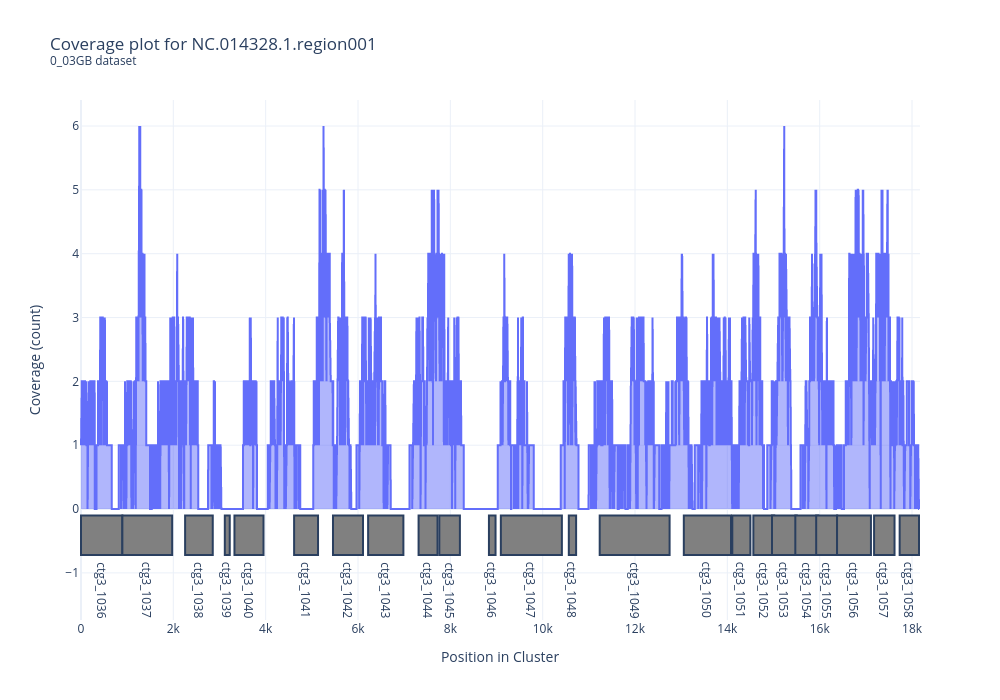 Coverage plot for NC.014328.1.region001
0_03GB dataset
Coverage (count)
6
5
4
3
2
1
0
−1
ctg3_1036
ctg3_1037
ctg3_1038
ctg3_1039
ctg3_1040
ctg3_1041
ctg3_1042
ctg3_1043
ctg3_1044
ctg3_1045
ctg3_1046
ctg3_1047
ctg3_1048
ctg3_1049
ctg3_1050
ctg3_1051
ctg3_1052
ctg3_1053
ctg3_1054
ctg3_1055
ctg3_1056
ctg3_1057
ctg3_1058
0 2k 4k 6k 8k 10k 12k 14k 16k 18k
Position in Cluster